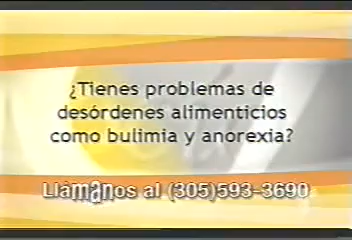 ¿Tienes problemas de
desórdenes alimenticios
como bulimia y anorexia?
Llámanos al (305)593-3690